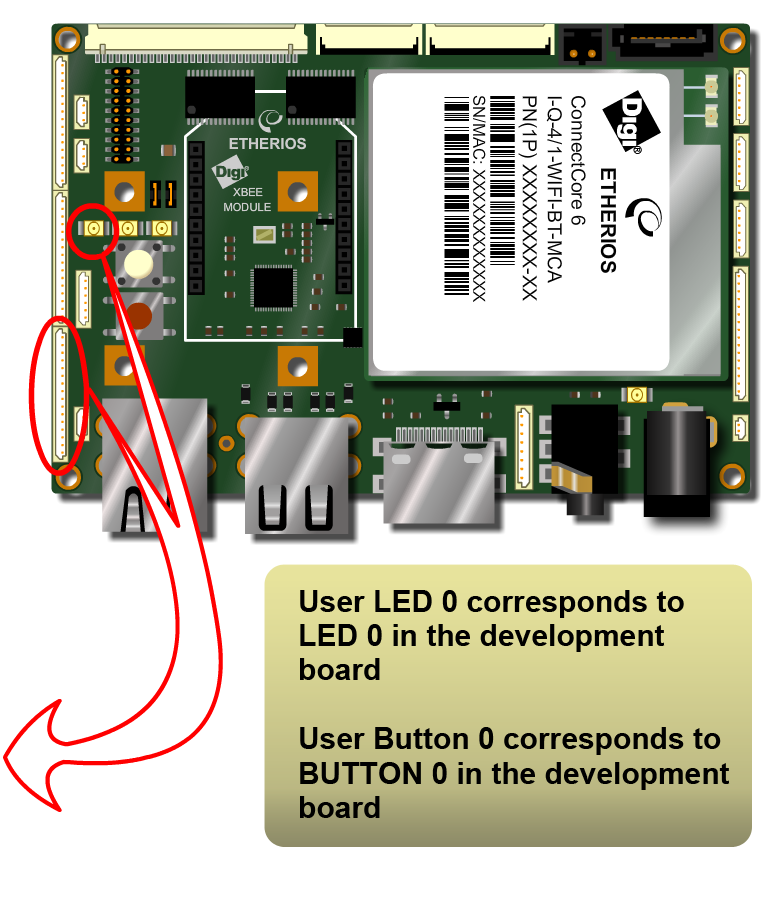 ETHERIOS
Digi®
XBEE
MODULE
Digi®
ETHERIOS
ConnectCore 6
I-Q-4/1-WIFI-BT-MCA
PN(1P) XXXXXXXX-XX
SN/MAC: XXXXXXXXXXXX
User LED 0 corresponds to
LED 0 in the development
board
User Button 0 corresponds to
BUTTON 0 in the development
board